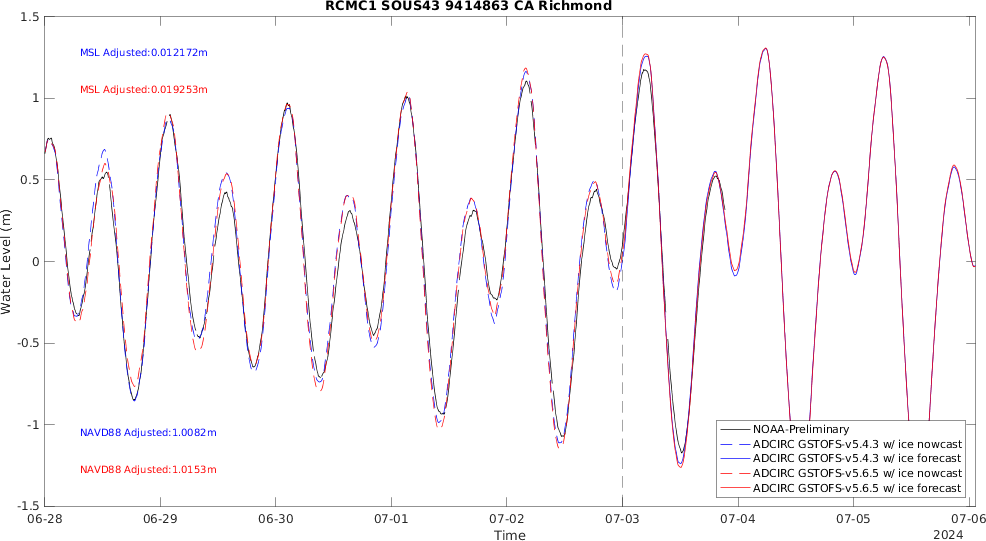 RCMC1 SOUS43 9414863 CA Richmond
1.5
MSL Adjusted:0.012172m
MSL Adjusted:0.019253m
1
0.5
0
-0.5
-1
-1.5
Water Level (m)
NAVD88 Adjusted:1.0082m
NAVD88 Adjusted:1.0153m
NOAA-Preliminary
ADCIRC GSTOFS-v5.4.3 w/ ice nowcast
ADCIRC GSTOFS-v5.4.3 w/ ice forecast
ADCIRC GSTOFS-v5.6.5 w/ ice nowcast
ADCIRC GSTOFS-v5.6.5 w/ ice forecast
06-28 06-29 06-30 07-01 07-02 07-03 07-04 07-05 07-06
Time
2024